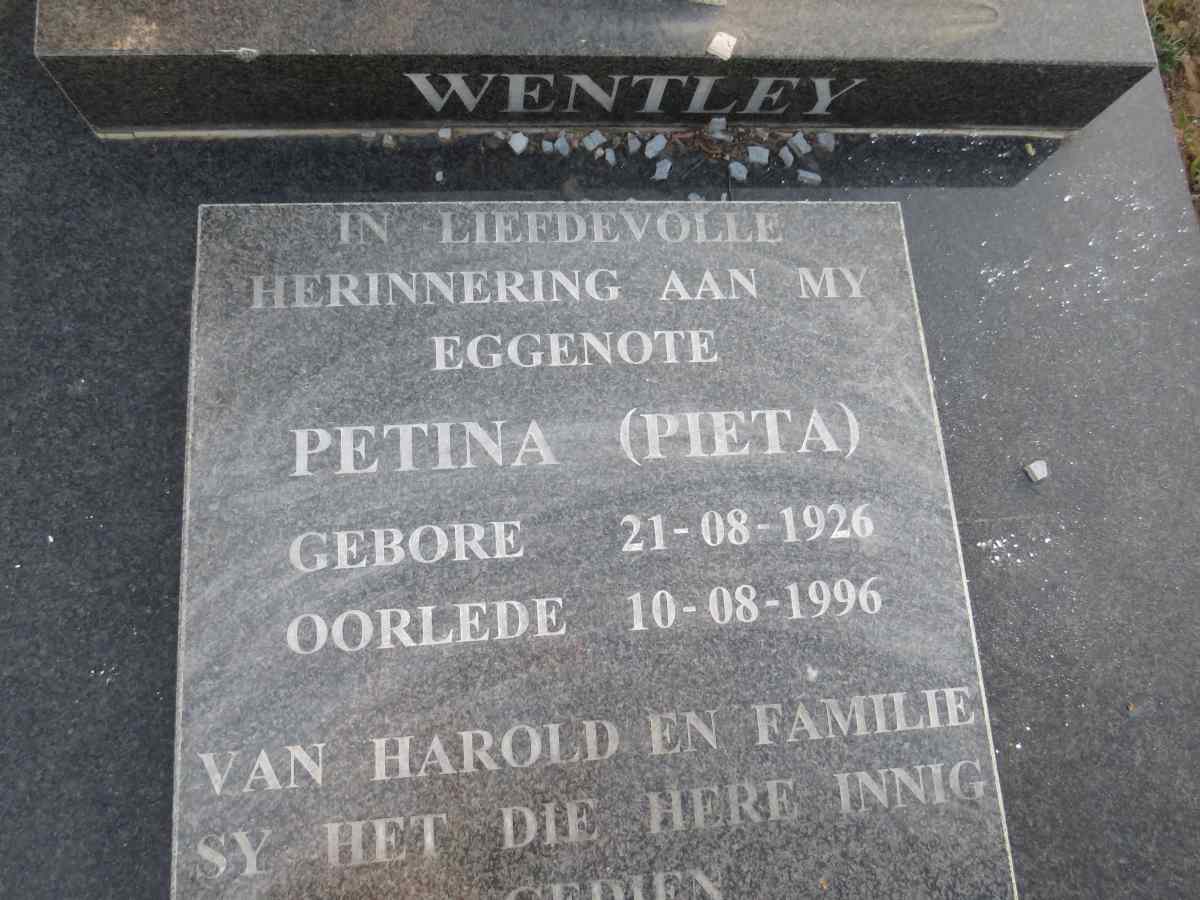 WENTLEY
IN LIEFDEVOLLE
HERINNERING AAN MY
EGGENOTE
PETINA (PIETA)
GEBORE 21-08-1926
OORLEDE 10-08-1996
VAN HAROLD EN FAMILIE
SY HET DIE HERE INNIG
GEDIEN